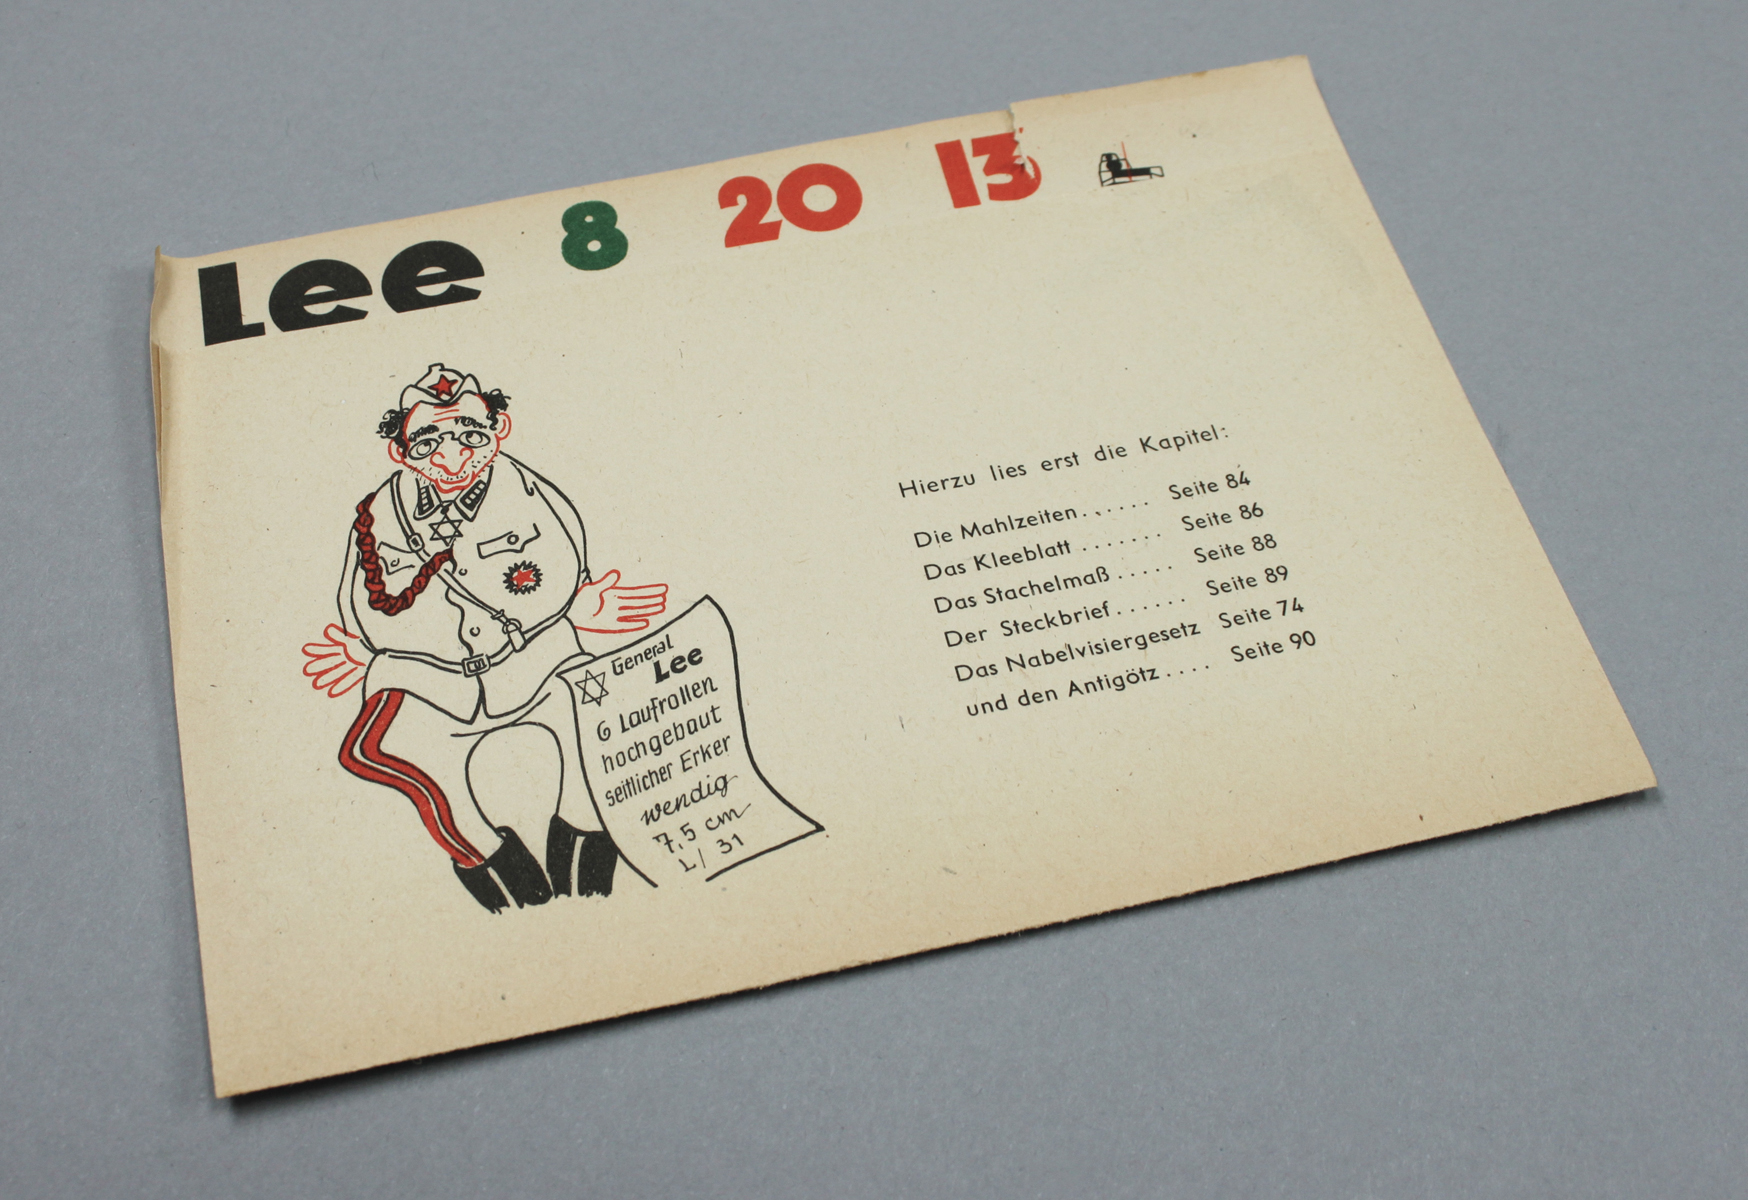 Lee 8 20 13
General
Lee
6 Laufrollen
hochgebaut
seitlicher Erker
wendig
7,5 cm
L/ 31
Hierzu lies erst die Kapitel:
Die Mahlzeiten...... Seite 84
Das Kleeblatt ....... Seite 86
Das Stachelmaß ..... Seite 88
Der Steckbrief ...... Seite 89
Das Nabelvisiergesetz Seite 74
und den Antigötz.... Seite 90